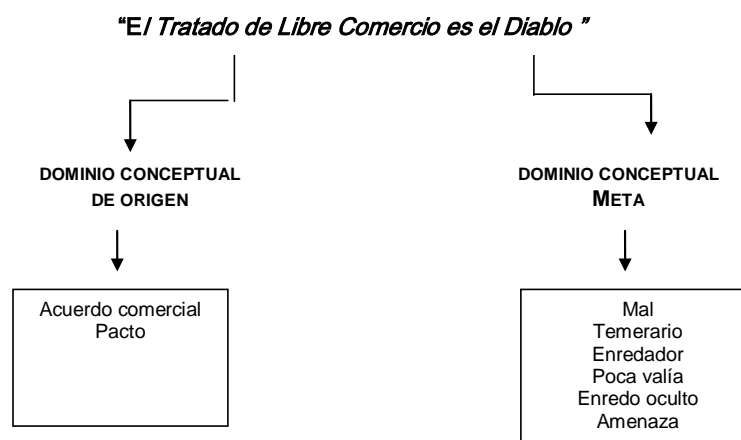 “El Tratado de Libre Comercio es el Diablo ”
DOMINIO CONCEPTUAL
DE ORIGEN
DOMINIO CONCEPTUAL
META
Acuerdo comercial
Pacto
Mal
Temerario
Enredador
Poca valía
Enredo oculto
Amenaza